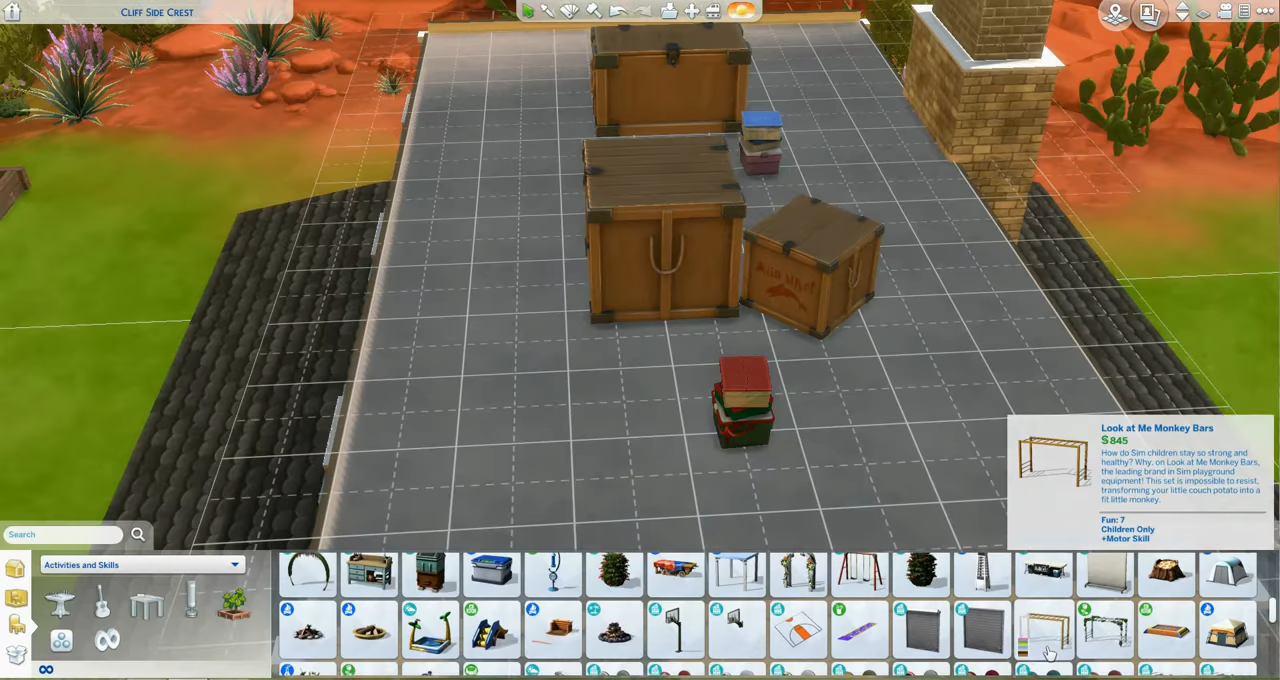 CLIFF SIDE CREST
Look at Me Monkey Bars
§845
How do Sim children stay so strong and
healthy? Why, on Look at Me Monkey Bars,
the leading brand in Sim playground
equipment! This set is impossible to resist,
transforming your little couch potato into a
fit little monkey.
Fun: 7
Children Only
+Motor Skill
Search
Activities and Skills